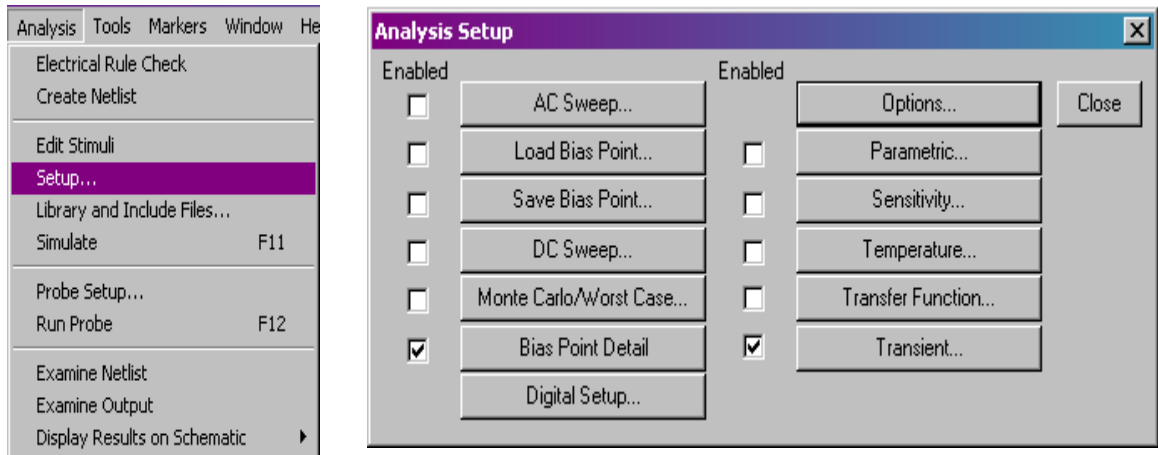 Analysis Tools Markers Window He
Electrical Rule Check
Create Netlist
Edit Stimuli
Setup...
Library and Include Files...
Simulate F11
Probe Setup...
Run Probe F12
Examine Netlist
Examine Output
Display Results on Schematic
Analysis Setup
Enabled Enabled
AC Sweep... Options... Close
Load Bias Point... Parametric...
Save Bias Point... Sensitivity...
DC Sweep... Temperature...
Monte Carlo/Worst Case... Transfer Function...
Bias Point Detail Transient...
Digital Setup...